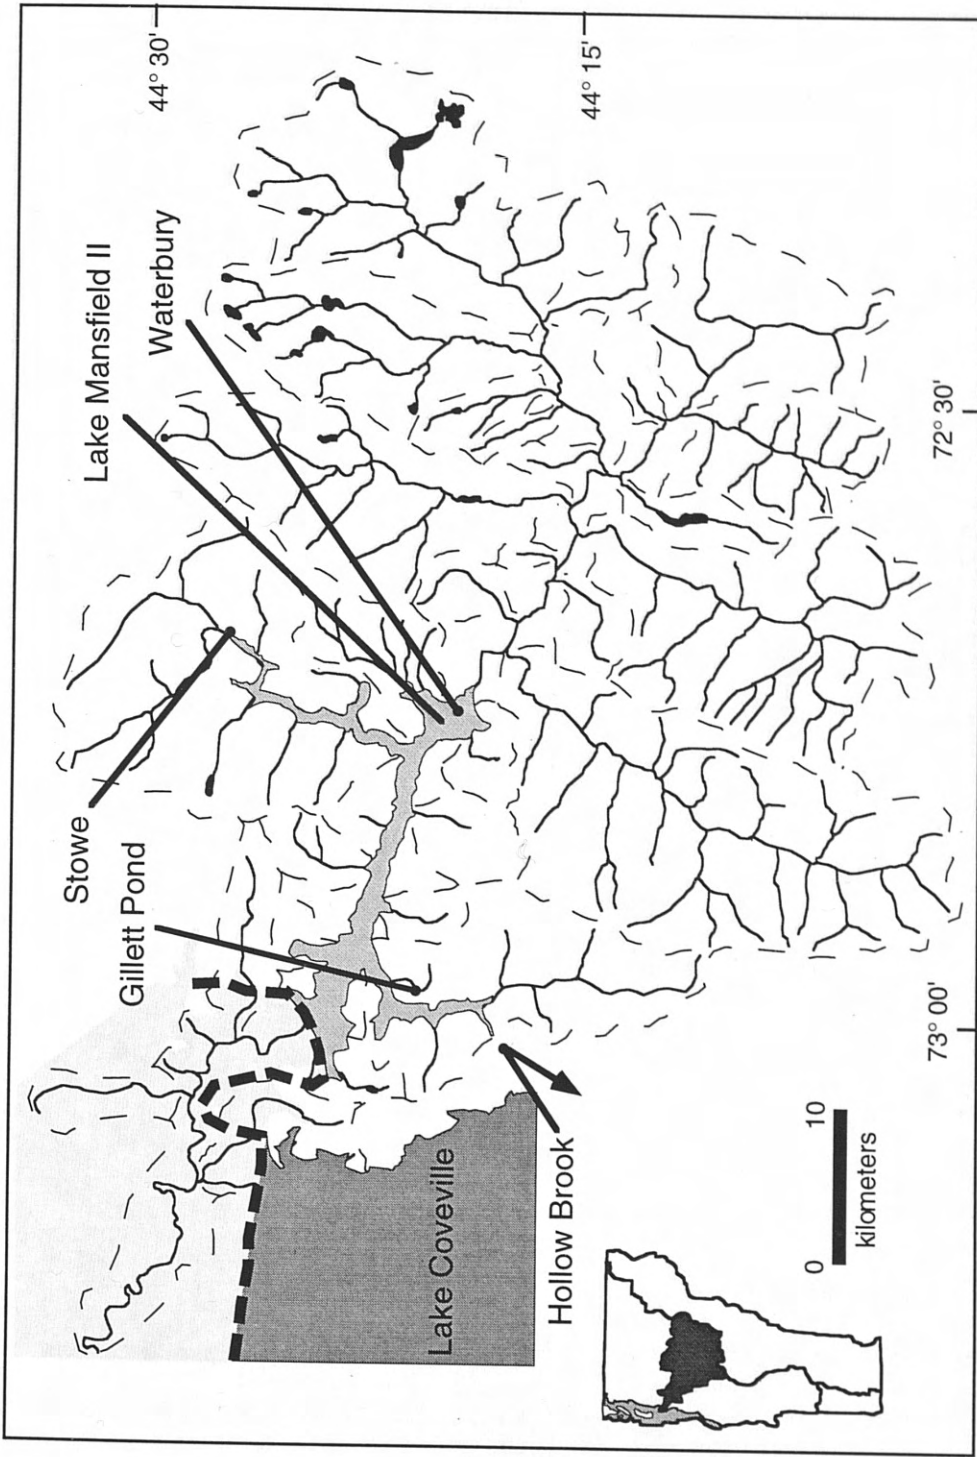 44° 30'
44° 15'
Lake Mansfield II
Waterbury
Stowe
Gillett Pond
72° 30'
73° 00'
Lake Coveville
Hollow Brook
0 10
kilometers